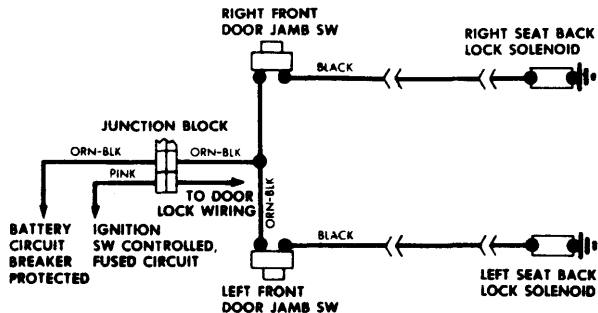 RIGHT FRONT
DOOR JAMB SW
RIGHT SEAT BACK
LOCK SOLENOID
BLACK
JUNCTION BLOCK
ORN-BLK
ORN-BLK
PINK
TO DOOR
LOCK WIRING
ORN-BLK
BATTERY
CIRCUIT
BREAKER
PROTECTED
IGNITION
SW CONTROLLED,
FUSED CIRCUIT
BLACK
LEFT FRONT
DOOR JAMB SW
LEFT SEAT BACK
LOCK SOLENOID